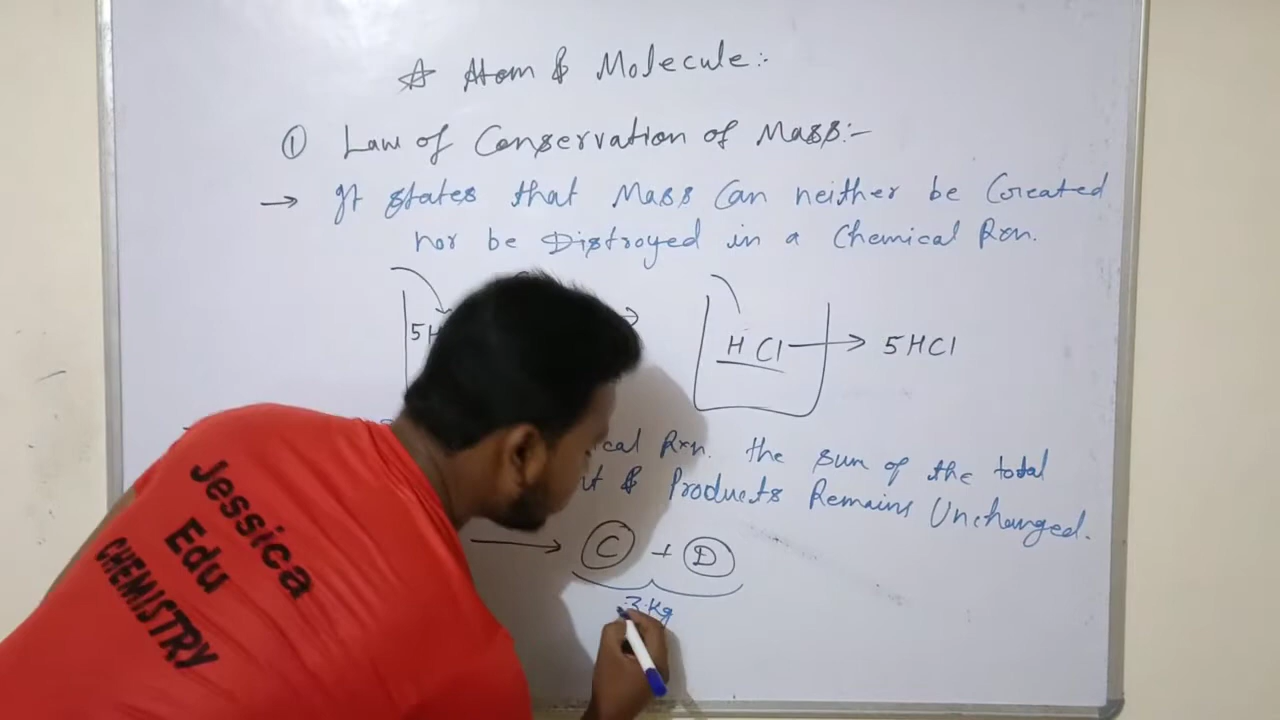 ☆ Atom & Molecule:-
① Law of Conservation of Mass:-
→ It states that Mass Can neither be Created
nor be Distroyed in a Chemical Rxn.
5H
HCl → 5HCl
Rxn. the sum of the total
& Products Remains Unchanged.
→ C + D
3 Kg
Jessica
Edu
CHEMISTRY